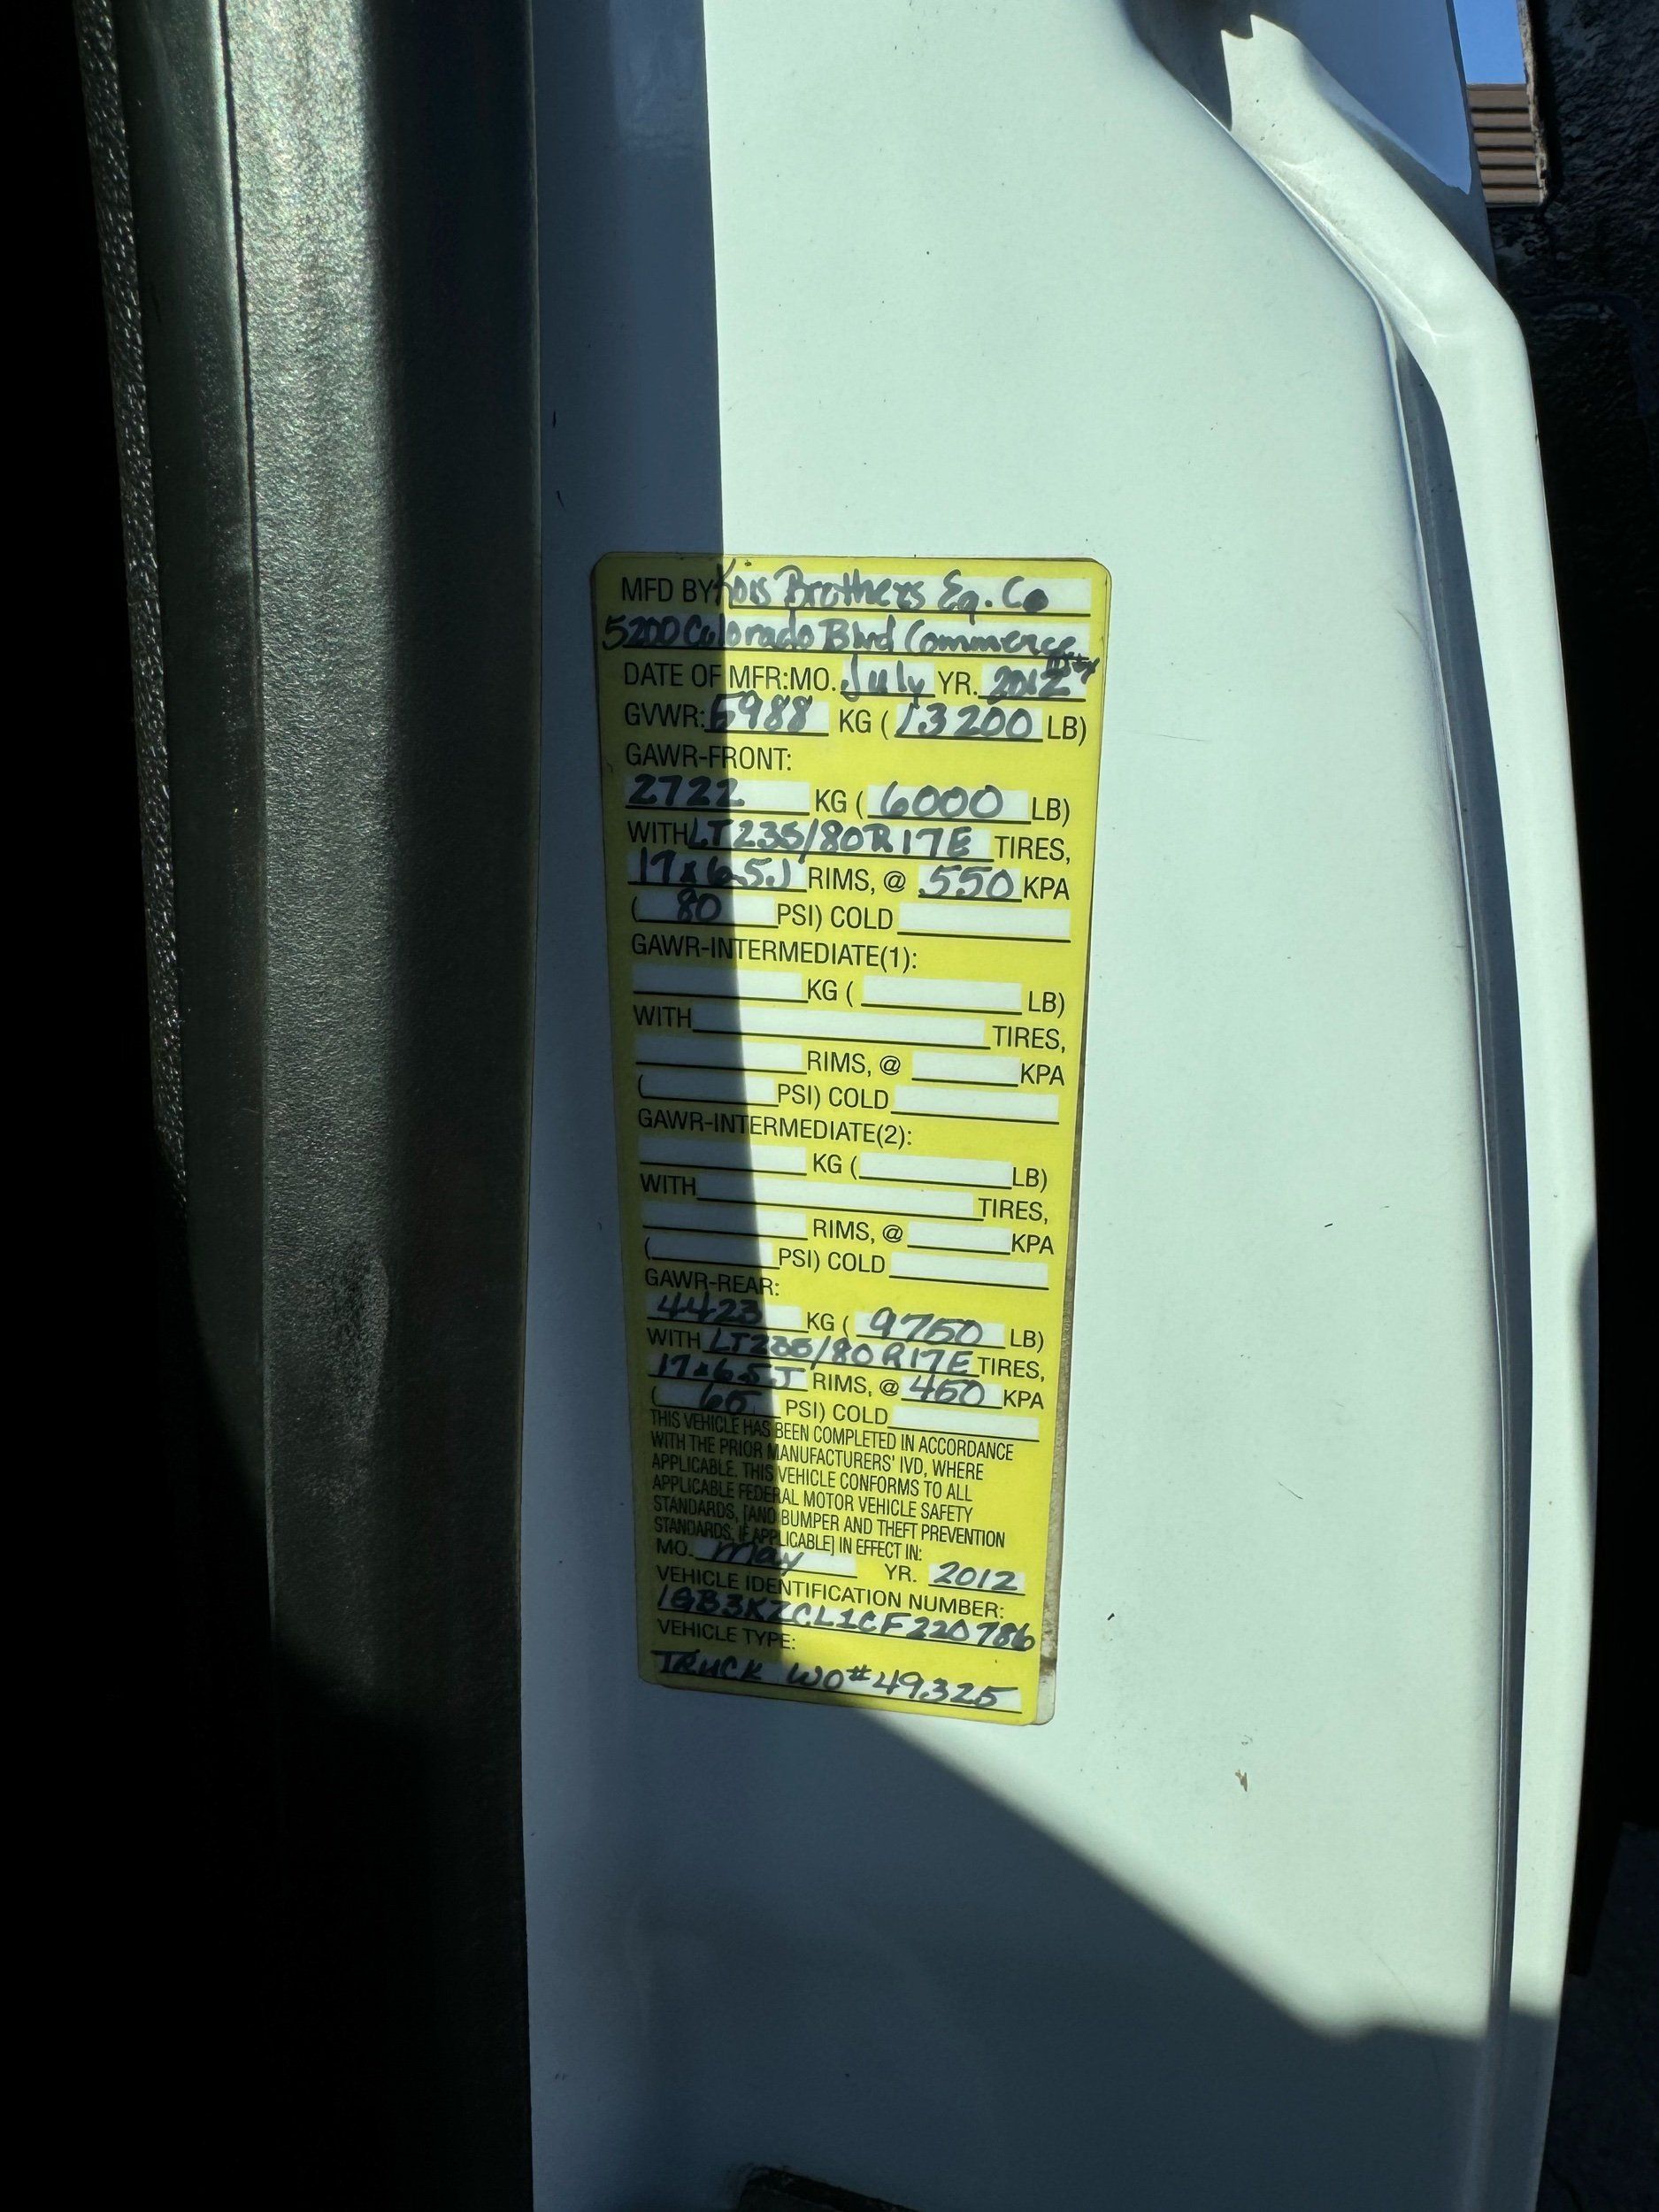 MFD BY Kois Brothers Eq. Co
5200 Colorado Blvd Commerce City
DATE OF MFR:MO. July YR. 2012
GVWR: 5988 KG ( 13200 LB)
GAWR-FRONT:
2722 KG ( 6000 LB)
WITH LT235/80R17E TIRES,
17x6.5J RIMS, @ 550 KPA
( 80 PSI) COLD
GAWR-INTERMEDIATE(1):
KG ( LB)
WITH TIRES,
RIMS, @ KPA
( PSI) COLD
GAWR-INTERMEDIATE(2):
KG ( LB)
WITH TIRES,
RIMS, @ KPA
( PSI) COLD
GAWR-REAR:
4423 KG ( 9750 LB)
WITH LT235/80R17E TIRES,
17x6.5J RIMS, @ 450 KPA
( 65 PSI) COLD
THIS VEHICLE HAS BEEN COMPLETED IN ACCORDANCE
WITH THE PRIOR MANUFACTURERS' IVD, WHERE
APPLICABLE. THIS VEHICLE CONFORMS TO ALL
APPLICABLE FEDERAL MOTOR VEHICLE SAFETY
STANDARDS, [AND BUMPER AND THEFT PREVENTION
STANDARDS, IF APPLICABLE] IN EFFECT IN:
MO. May YR. 2012
VEHICLE IDENTIFICATION NUMBER:
1GB3KZCL1CF220786
VEHICLE TYPE:
TRUCK WO#49325